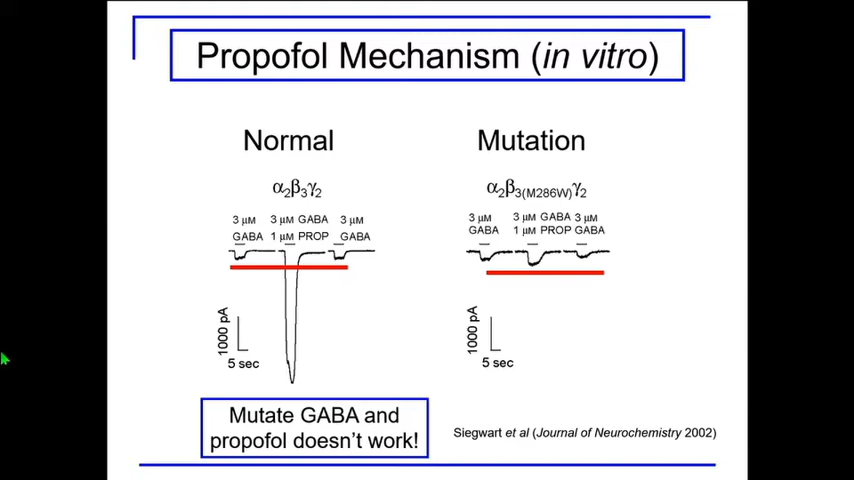 Propofol Mechanism (in vitro)
Normal
Mutation
α2β3γ2
α2β3(M286W)γ2
3 μM 3 μM GABA 3 μM
GABA 1 μM PROP GABA
3 μM 3 μM GABA 3 μM
GABA 1 μM PROP GABA
1000 pA
5 sec
1000 pA
5 sec
Mutate GABA and
propofol doesn't work!
Siegwart et al (Journal of Neurochemistry 2002)